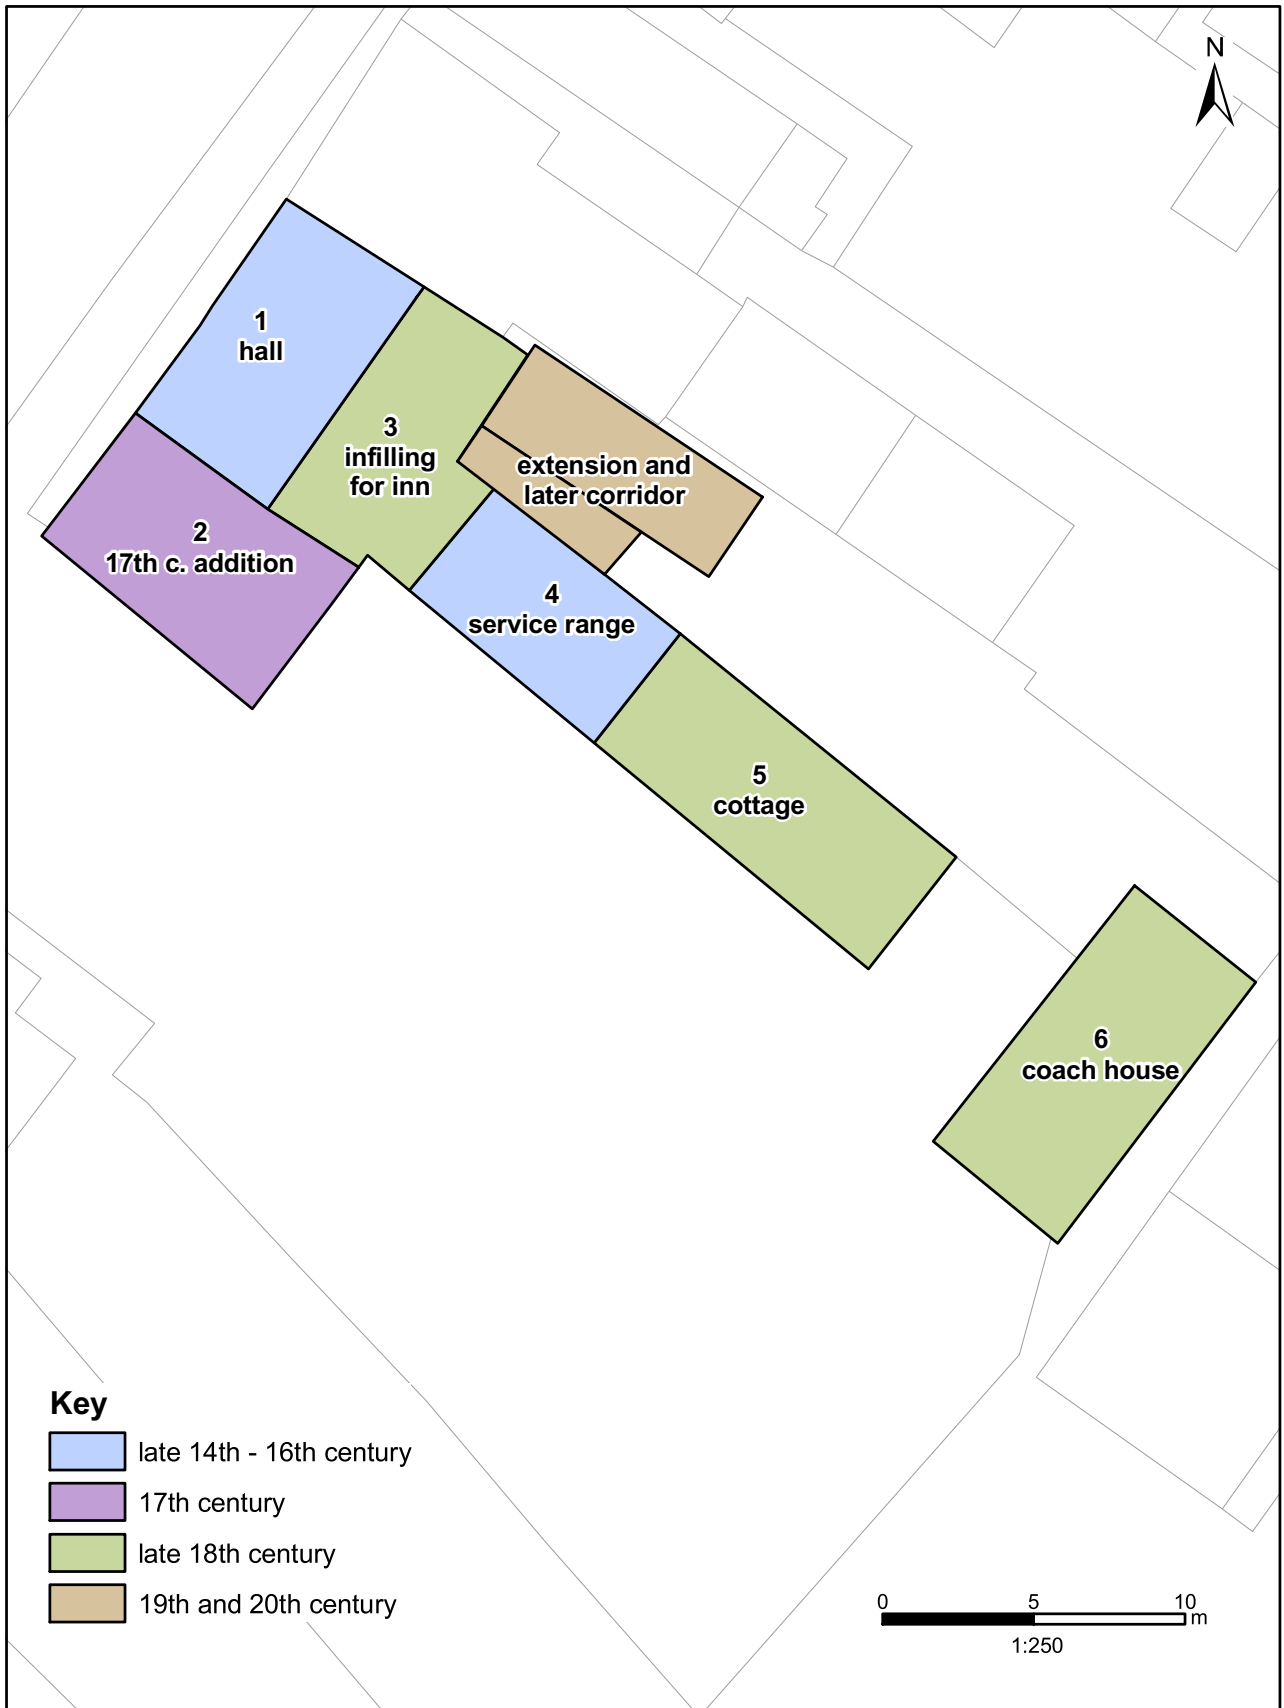 N
1
hall
3
infilling
for inn
extension and
later corridor
2
17th c. addition
4
service range
5
cottage
6
coach house
Key
late 14th - 16th century
17th century
late 18th century
19th and 20th century
0 5 10
m
1:250